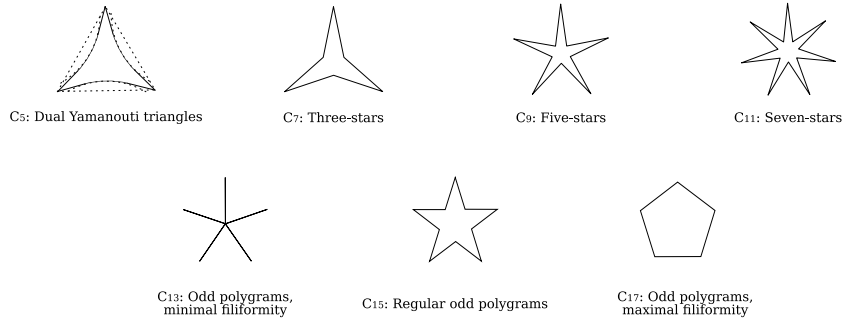 C5: Dual Yamanouti triangles
C7: Three-stars
C9: Five-stars
C11: Seven-stars
C13: Odd polygrams,
minimal filiformity
C15: Regular odd polygrams
C17: Odd polygrams,
maximal filiformity